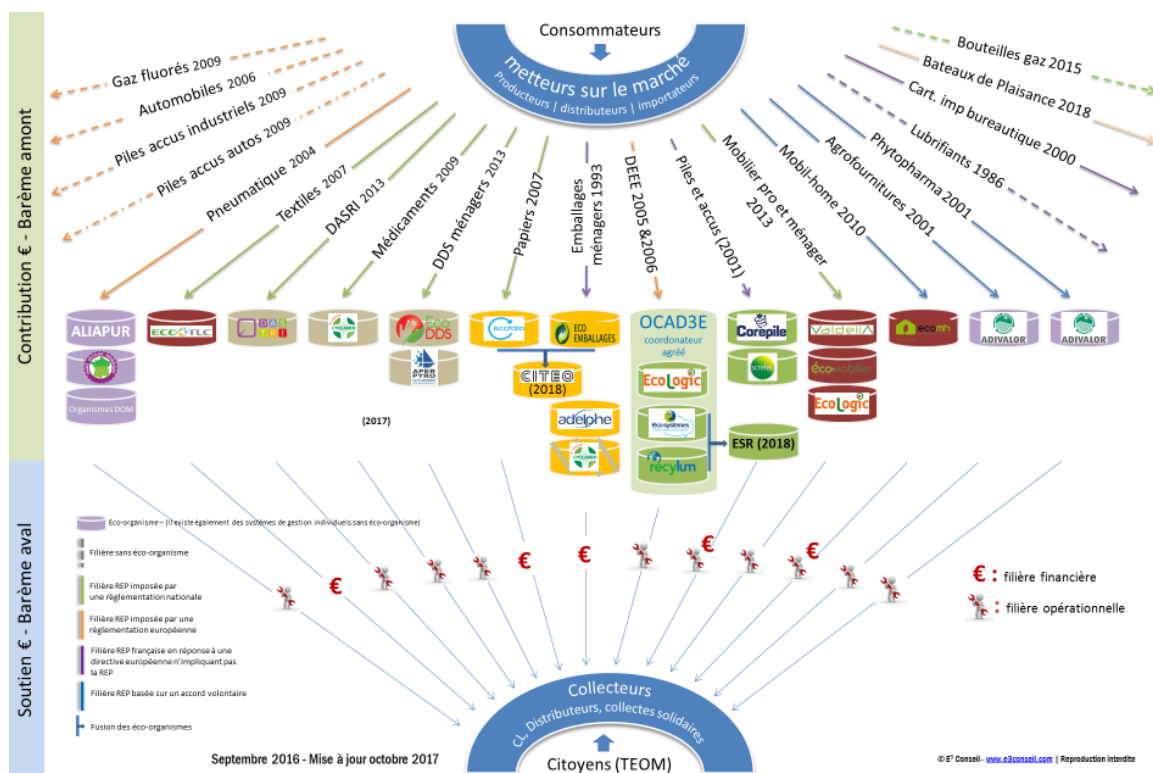 Consommateurs
metteurs sur le marché
Producteurs | distributeurs | importateurs
Contribution € - Barème amont
Gaz fluorés 2009
Automobiles 2006
Piles accus industriels 2009
Piles accus autos 2009
Pneumatique 2004
Textiles 2007
DASRI 2013
Médicaments 2009
DDS ménagers 2013
Papiers 2007
Emballages
ménagers 1993
DEEE 2005 &2006
Piles et accus (2001)
Mobilier pro et ménager
2013
Mobil-home 2010
Agrofournitures 2001
Phytopharma 2001
Lubrifiants 1986
Cart. imp bureautique 2000
Bateaux de Plaisance 2018
Bouteilles gaz 2015
ALIAPUR
Organismes DOM
ECO TLC
DASTRI
CYCLAMED
Eco
DDS
APER
PYRO
ecofolio
ECO
EMBALLAGES
CITEO
(2018)
adelphe
CYCLAMED
OCAD3E
coordonateur
agréé
EcoLogic
éco-systèmes
récylum
ESR (2018)
Corepile
screlec
ValdeliA
écomobilier
EcoLogic
ecomh
ADIVALOR
ADIVALOR
(2017)
Soutien € - Barème aval
Eco-organisme – (il existe également des systèmes de gestion individuels sans éco-organisme)
Filière sans éco-organisme
Filière REP imposée par
une règlementation nationale
Filière REP imposée par une
règlementation européenne
Filière REP française en réponse à une
directive européenne n'impliquant pas
la REP
Filière REP basée sur un accord volontaire
Fusion des éco-organismes
€
€
€
€
€ : filière financière
: filière opérationnelle
Collecteurs
CL, Distributeurs, collectes solidaires
Citoyens (TEOM)
Septembre 2016 - Mise à jour octobre 2017
© E³ Conseil - www.e3conseil.com | Reproduction interdite